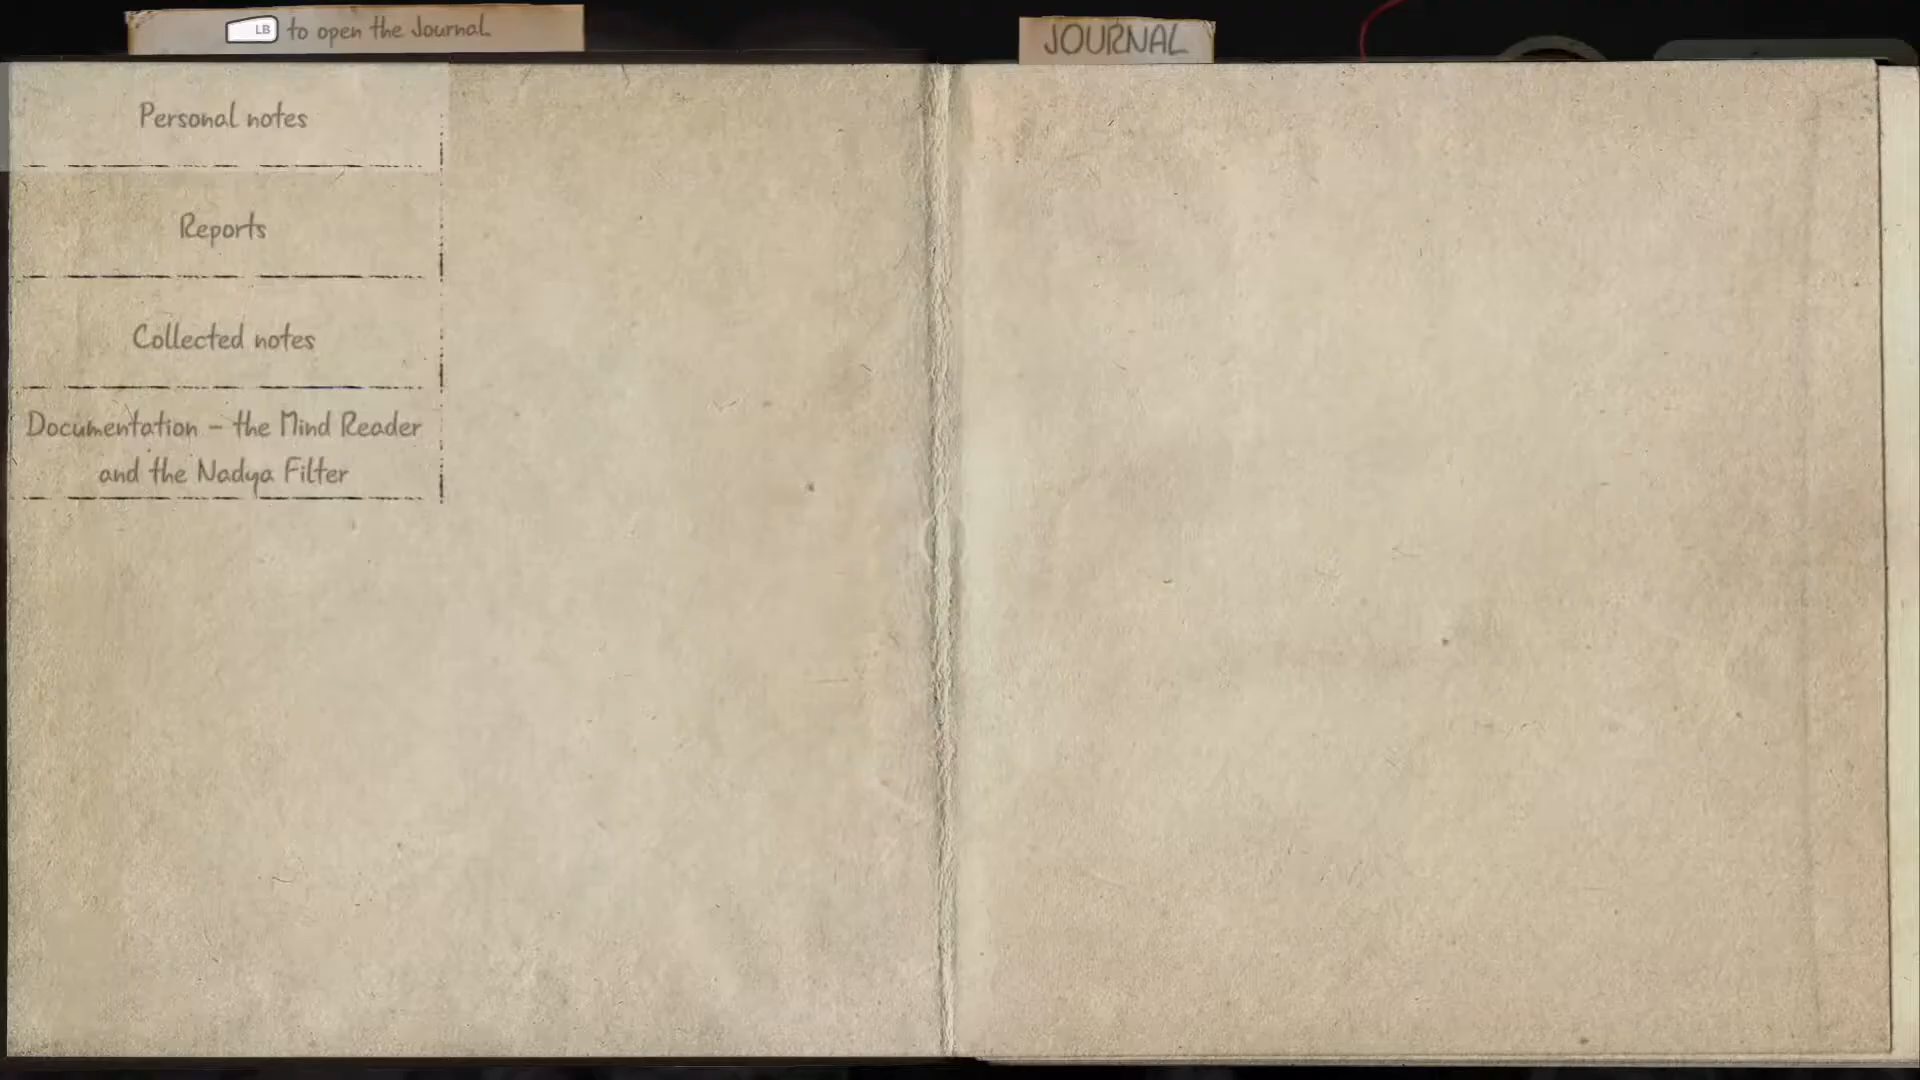 LB to open the Journal
JOURNAL
Personal notes
Reports
Collected notes
Documentation – the Mind Reader
and the Nadya Filter